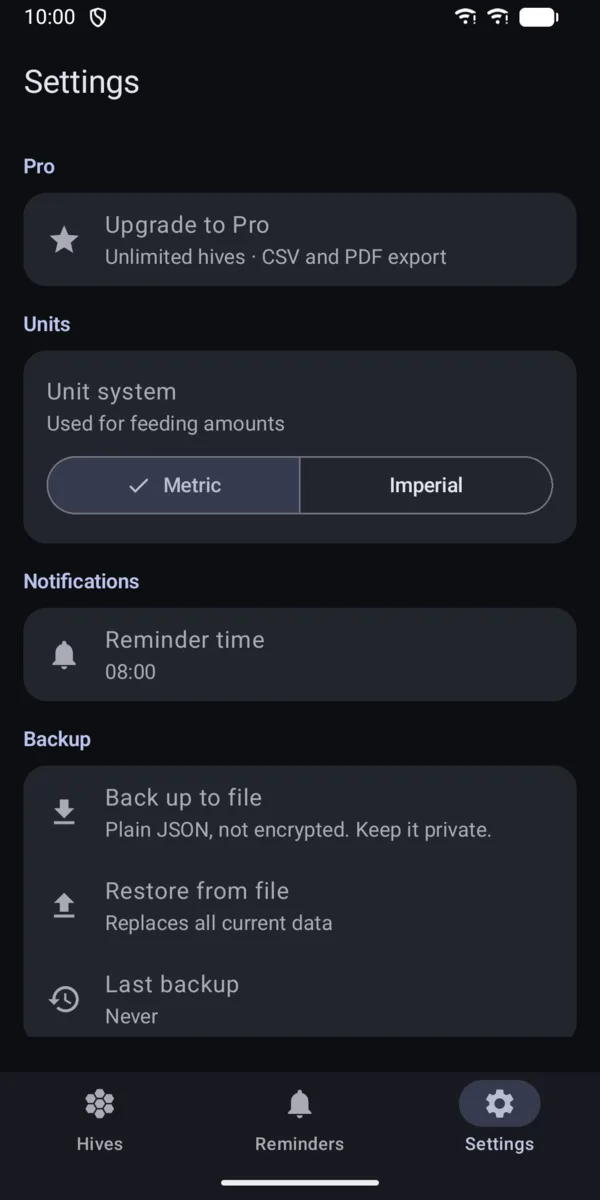 10:00
Settings
Pro
Upgrade to Pro
Unlimited hives · CSV and PDF export
Units
Unit system
Used for feeding amounts
Metric
Imperial
Notifications
Reminder time
08:00
Backup
Back up to file
Plain JSON, not encrypted. Keep it private.
Restore from file
Replaces all current data
Last backup
Never
Hives
Reminders
Settings